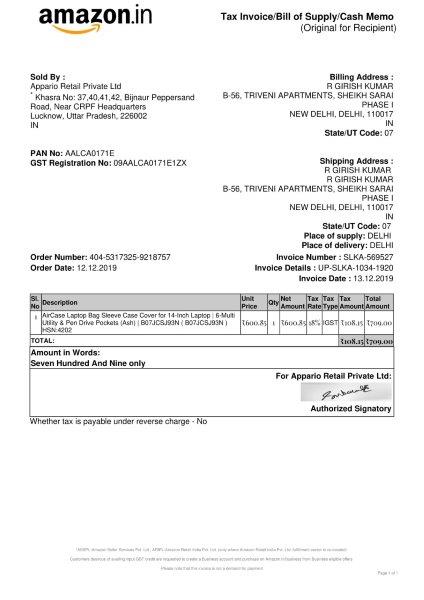 amazon.in
Tax Invoice/Bill of Supply/Cash Memo
(Original for Recipient)
Sold By :
Appario Retail Private Ltd
* Khasra No: 37,40,41,42, Bijnaur Peppersand
Road, Near CRPF Headquarters
Lucknow, Uttar Pradesh, 226002
IN
PAN No: AALCA0171E
GST Registration No: 09AALCA0171E1ZX
Billing Address :
R GIRISH KUMAR
B-56, TRIVENI APARTMENTS, SHEIKH SARAI
PHASE I
NEW DELHI, DELHI, 110017
IN
State/UT Code: 07
Shipping Address :
R GIRISH KUMAR
R GIRISH KUMAR
B-56, TRIVENI APARTMENTS, SHEIKH SARAI
PHASE I
NEW DELHI, DELHI, 110017
IN
State/UT Code: 07
Place of supply: DELHI
Place of delivery: DELHI
Order Number: 404-5317325-9218757
Order Date: 12.12.2019
Invoice Number : SLKA-569527
Invoice Details : UP-SLKA-1034-1920
Invoice Date : 13.12.2019
Sl. No Description Unit Price Qty Net Amount Tax Rate Tax Type Tax Amount Total Amount
1 AirCase Laptop Bag Sleeve Case Cover for 14-Inch Laptop | 6-Multi
Utility & Pen Drive Pockets (Ash) | B07JCSJ93N ( B07JCSJ93N )
HSN:4202
₹600.85 1 ₹600.85 18% IGST ₹108.15 ₹709.00
TOTAL: ₹108.15 ₹709.00
Amount in Words:
Seven Hundred And Nine only
For Appario Retail Private Ltd:
Authorized Signatory
Whether tax is payable under reverse charge - No
Please note that this invoice is not a demand for payment
Page 1 of 1